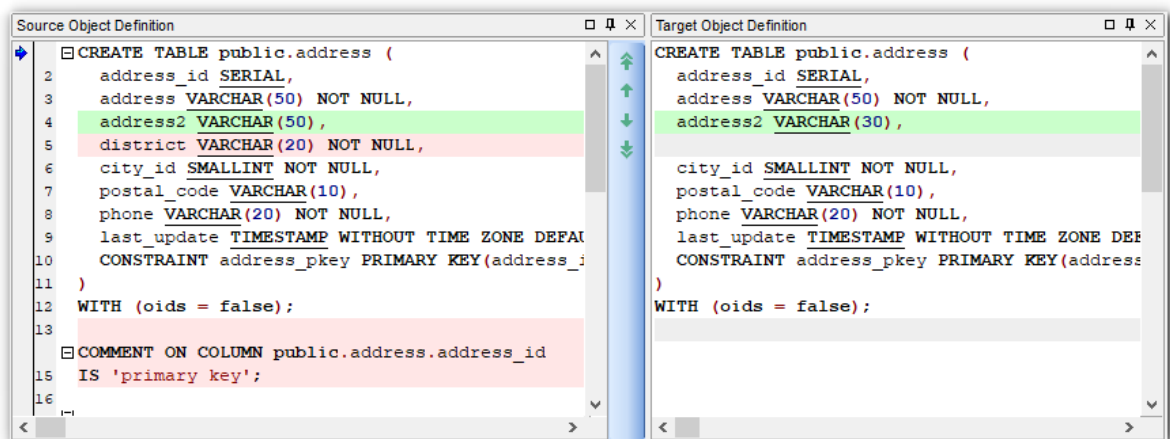 Source Object Definition
CREATE TABLE public.address (
2 address_id SERIAL,
3 address VARCHAR(50) NOT NULL,
4 address2 VARCHAR(50),
5 district VARCHAR(20) NOT NULL,
6 city_id SMALLINT NOT NULL,
7 postal_code VARCHAR(10),
8 phone VARCHAR(20) NOT NULL,
9 last_update TIMESTAMP WITHOUT TIME ZONE DEFAU
10 CONSTRAINT address_pkey PRIMARY KEY(address_i
11 )
12 WITH (oids = false);
13
COMMENT ON COLUMN public.address.address_id
15 IS 'primary key';
16
Target Object Definition
CREATE TABLE public.address (
address_id SERIAL,
address VARCHAR(50) NOT NULL,
address2 VARCHAR(30),
city_id SMALLINT NOT NULL,
postal_code VARCHAR(10),
phone VARCHAR(20) NOT NULL,
last_update TIMESTAMP WITHOUT TIME ZONE DEF
CONSTRAINT address_pkey PRIMARY KEY(address
)
WITH (oids = false);